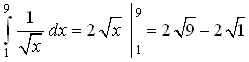 ∫₁⁹ 1/√x dx = 2√x |₁⁹ = 2√9 − 2√1